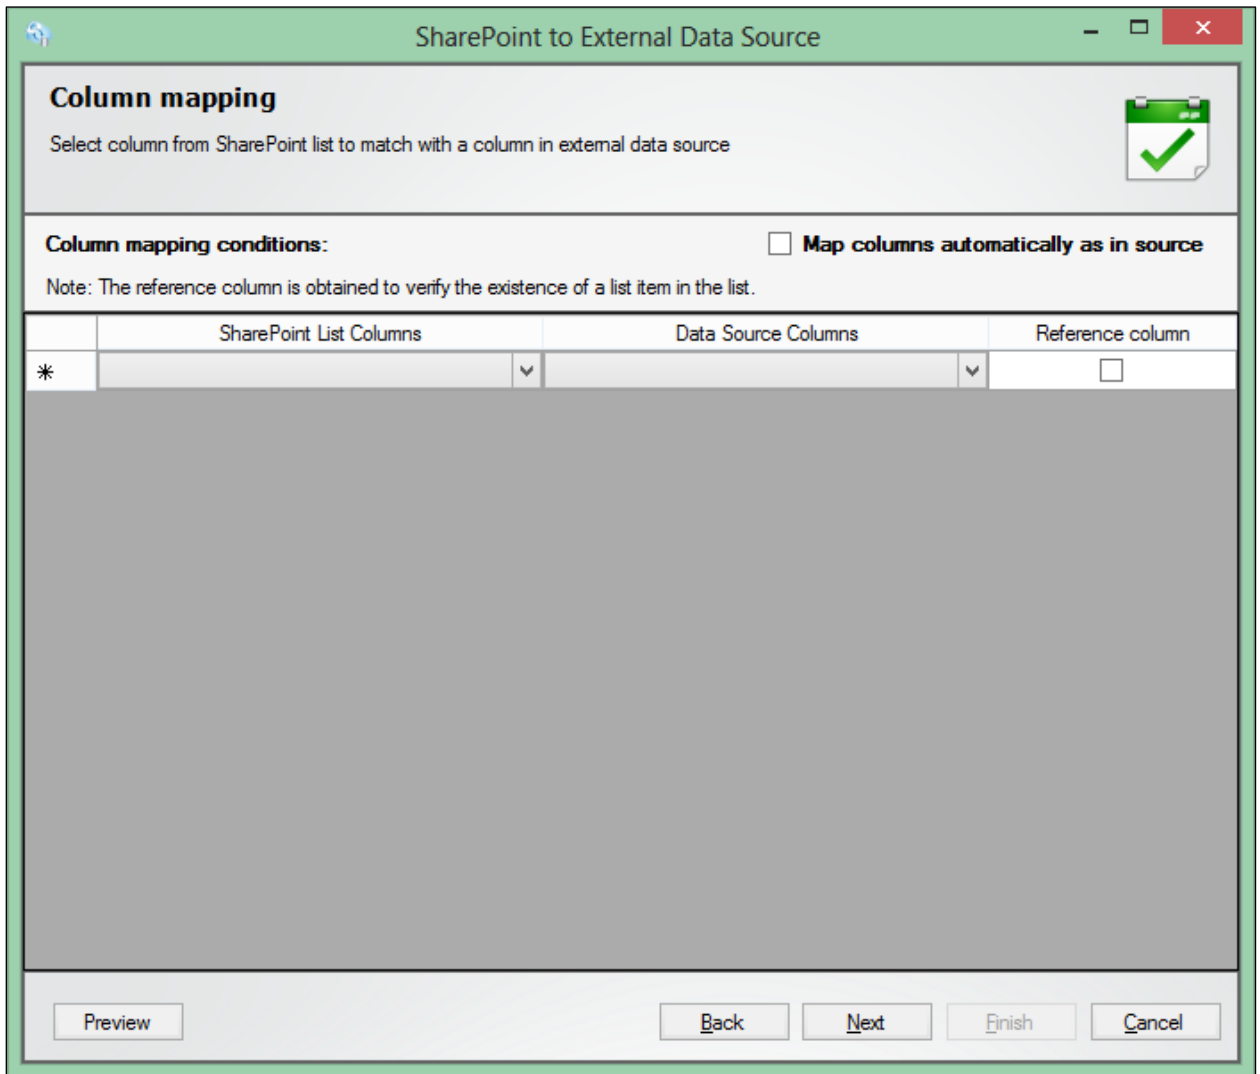 SharePoint to External Data Source
Column mapping
Select column from SharePoint list to match with a column in external data source
Column mapping conditions: Map columns automatically as in source
Note: The reference column is obtained to verify the existence of a list item in the list.
SharePoint List Columns Data Source Columns Reference column
Preview Back Next Finish Cancel